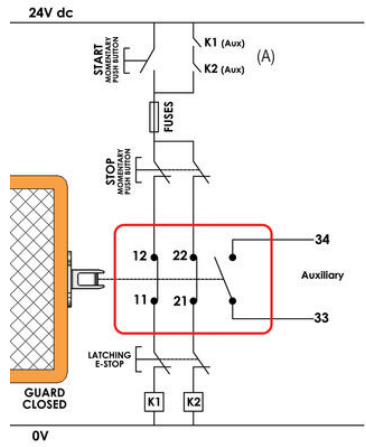 24V dc
START
MOMENTARY
PUSH BUTTON
K1 (Aux)
K2 (Aux)
(A)
FUSES
STOP
MOMENTARY
PUSH BUTTON
12
22
34
Auxiliary
11
21
33
LATCHING
E-STOP
GUARD
CLOSED
K1
K2
0V